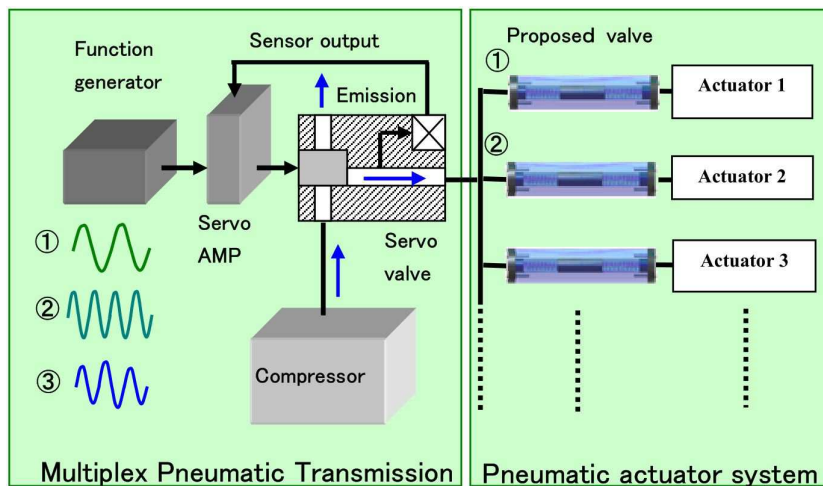 Function
generator
Sensor output
Emission
Servo
AMP
Servo
valve
Compressor
①
②
③
Multiplex Pneumatic Transmission
Proposed valve
①
Actuator 1
②
Actuator 2
Actuator 3
Pneumatic actuator system